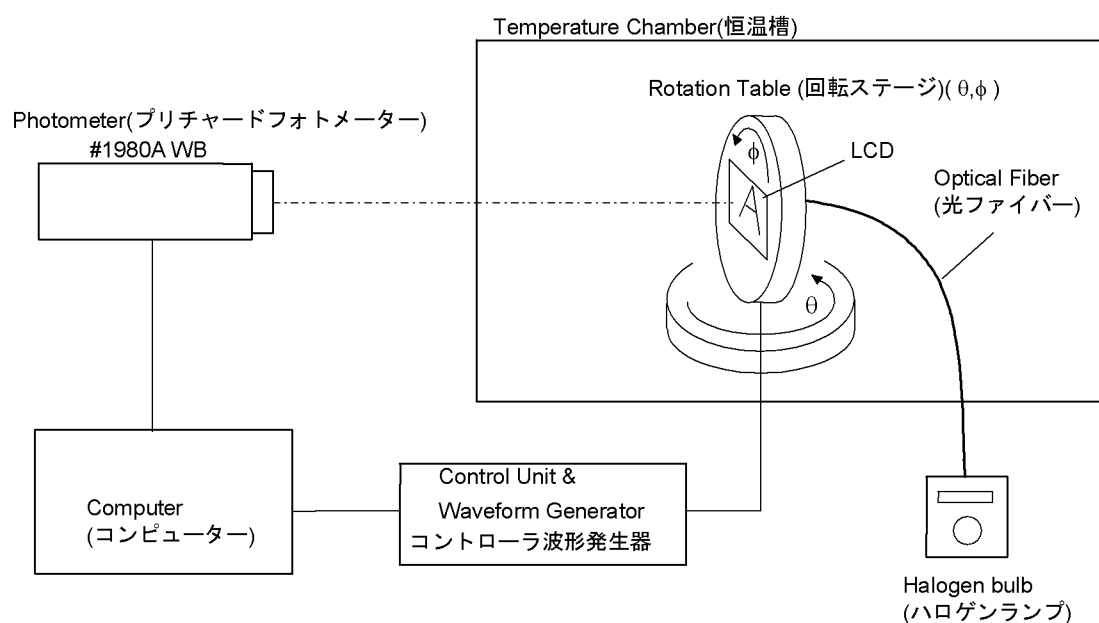 Temperature Chamber(恒温槽)
Rotation Table (回転ステージ)( θ,ϕ )
Photometer(プリチャードフォトメーター)
#1980A WB
ϕ
LCD
A
Optical Fiber
(光ファイバー)
θ
Control Unit &
Waveform Generator
コントローラ波形発生器
Computer
(コンピューター)
Halogen bulb
(ハロゲンランプ)